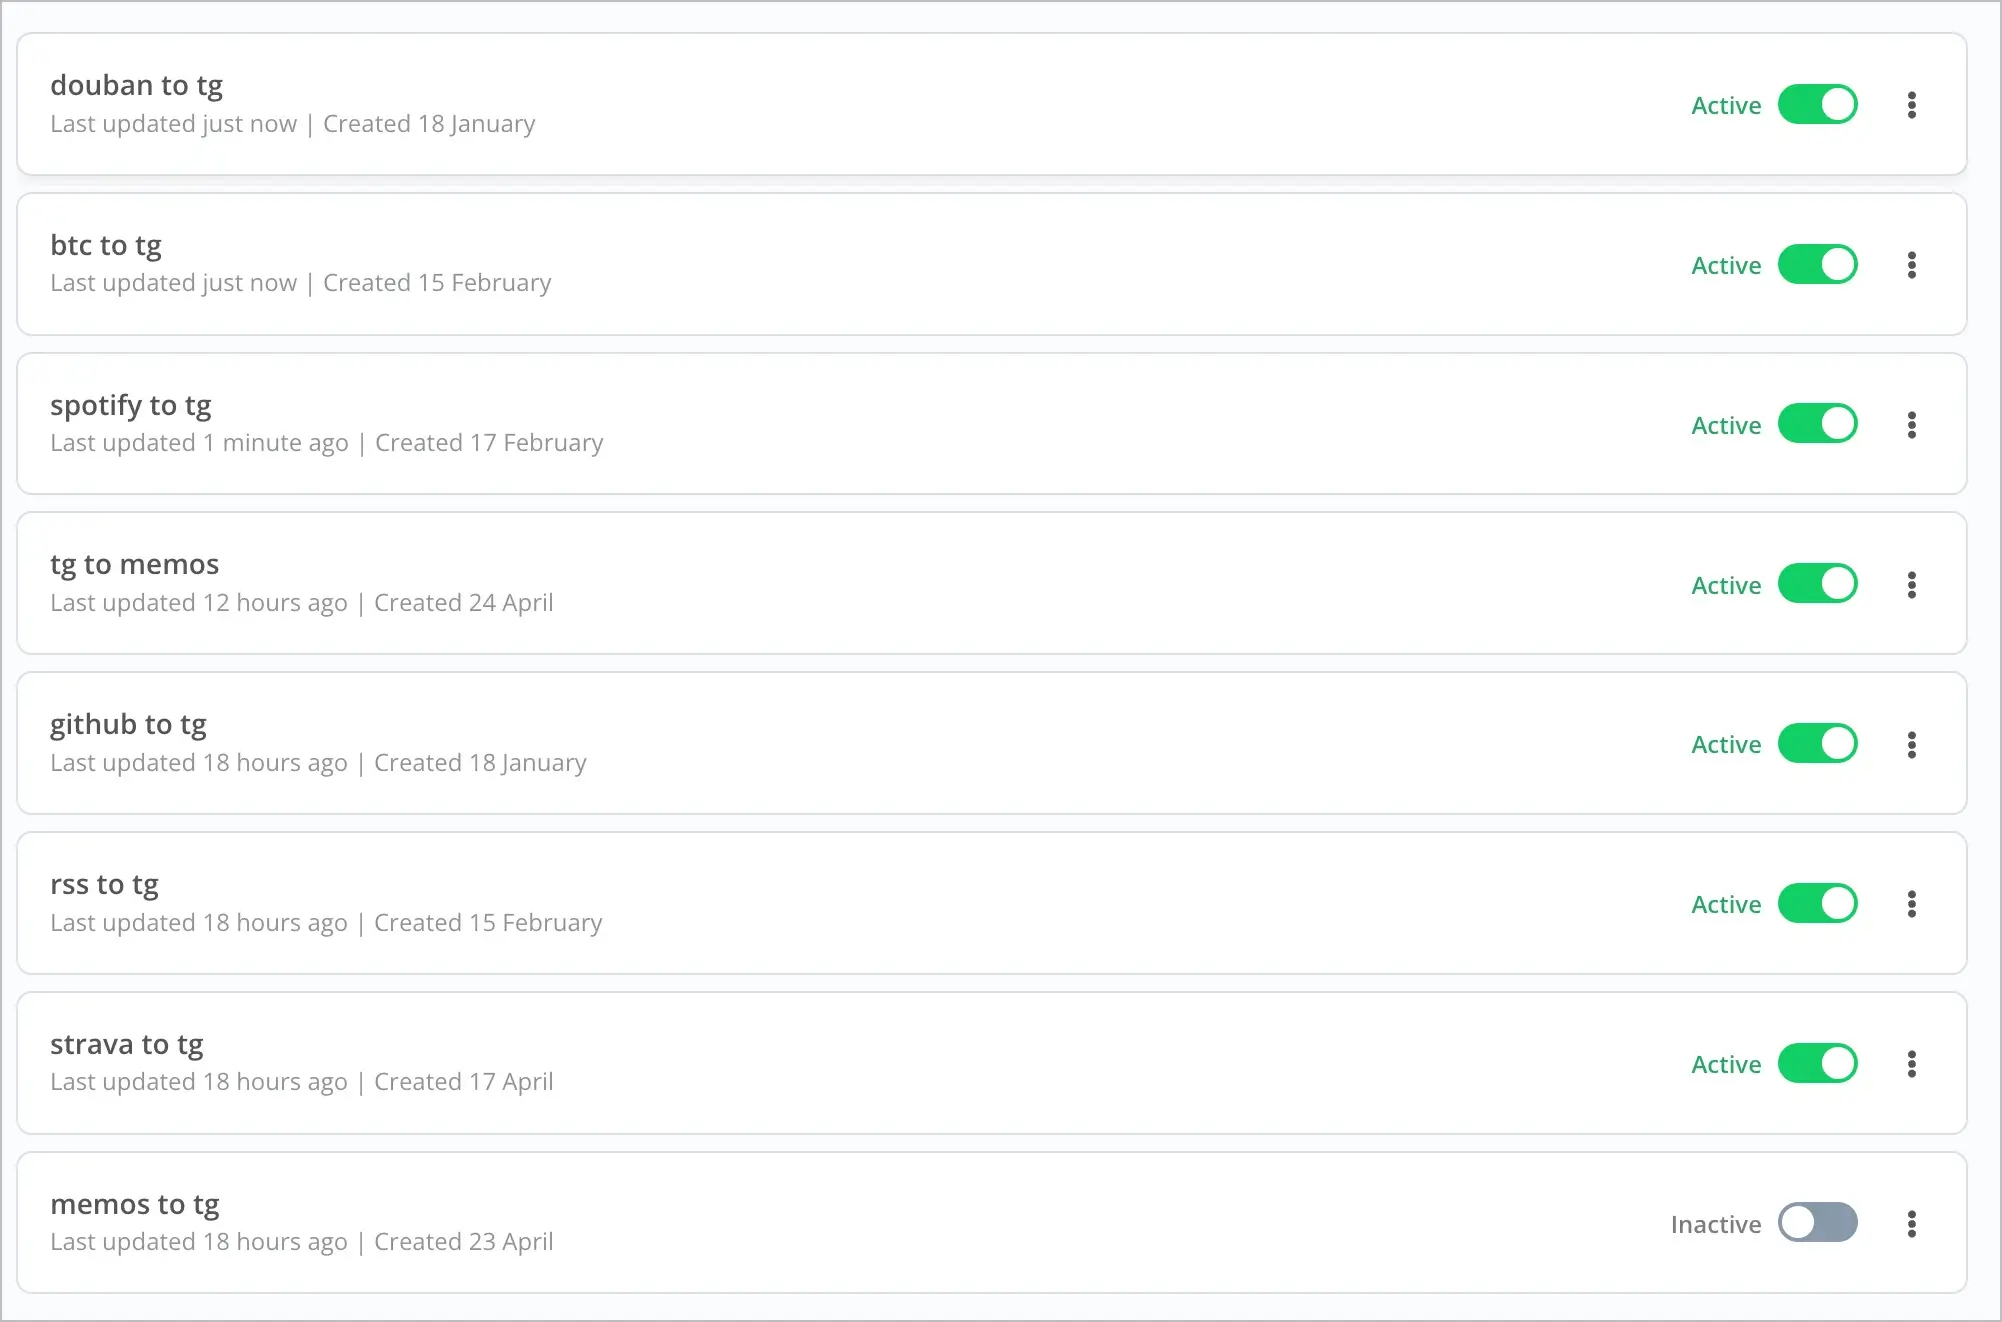 douban to tg
Last updated just now | Created 18 January
Active
btc to tg
Last updated just now | Created 15 February
Active
spotify to tg
Last updated 1 minute ago | Created 17 February
Active
tg to memos
Last updated 12 hours ago | Created 24 April
Active
github to tg
Last updated 18 hours ago | Created 18 January
Active
rss to tg
Last updated 18 hours ago | Created 15 February
Active
strava to tg
Last updated 18 hours ago | Created 17 April
Active
memos to tg
Last updated 18 hours ago | Created 23 April
Inactive